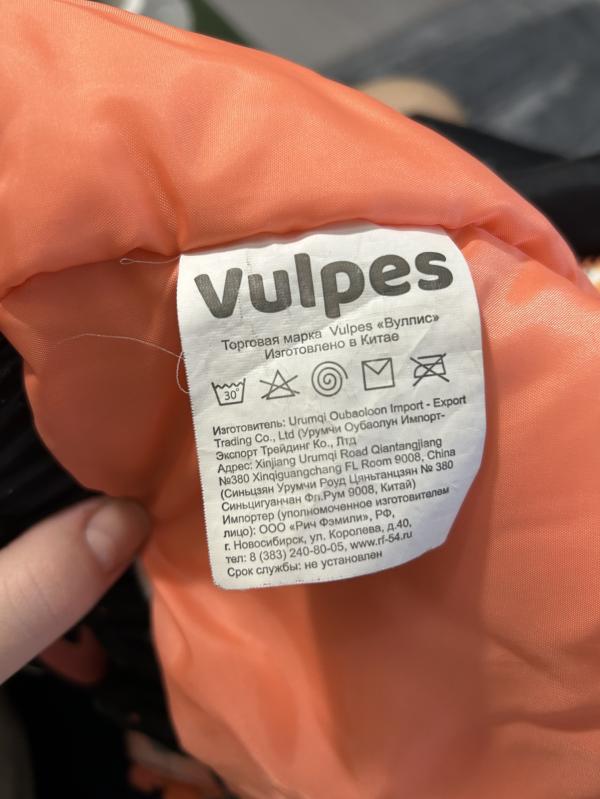 Vulpes
Торговая марка Vulpes «Вуллис»
Изготовлено в Китае
30°
Изготовитель: Urumqi Oubaoloon Import - Export
Trading Co., Ltd (Урумчи Оубаолун Импорт-
Экспорт Трейдинг Ко., Лтд
Адрес: Xinjiang Urumqi Road Qiantangjiang
№380 Xinqiguangchang FL Room 9008, China
(Синьцзян Урумчи Роуд Цяньтанцзян № 380
Синьцигуанчан Фл.Рум 9008, Китай)
Импортер (уполномоченное изготовителем
лицо): ООО «Рич Фэмили», РФ,
г. Новосибирск, ул. Королева, д.40,
тел: 8 (383) 240-80-05, www.rf-54.ru
Срок службы: не установлен